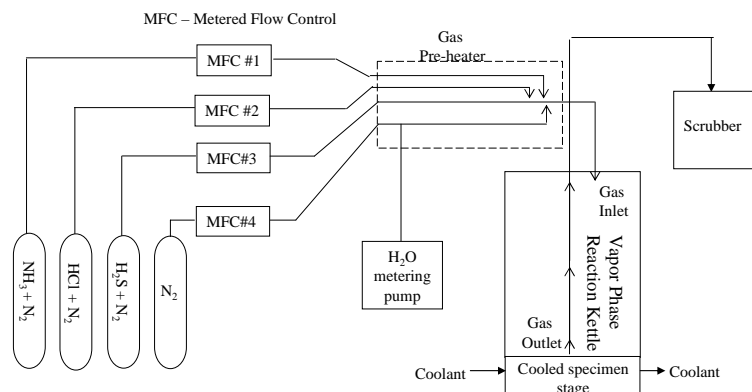 MFC – Metered Flow Control
Gas
Pre-heater
MFC #1
MFC #2
MFC#3
MFC#4
Scrubber
Gas
Inlet
Vapor Phase
Reaction Kettle
NH₃ + N₂
HCl + N₂
H₂S + N₂
N₂
H₂O
metering
pump
Gas
Outlet
Coolant
Cooled specimen
stage
Coolant